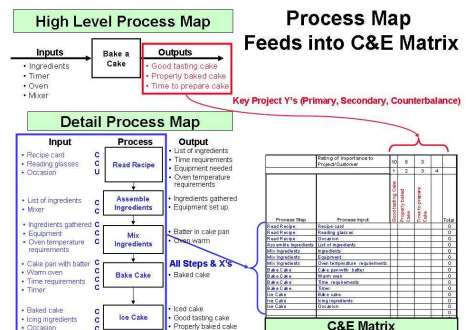 High Level Process Map
Process Map
Feeds into C&E Matrix
Inputs
• Ingredients
• Timer
• Oven
• Mixer
Bake a
Cake
Outputs
• Good tasting cake
• Properly baked cake
• Time to prepare cake
Key Project Y's (Primary, Secondary, Counterbalance)
Detail Process Map
Input
Process
Output
• Recipe card
• Reading glasses
• Occasion
C
C
U
Read Recipe
• List of ingredients
• Time requirements
• Equipment needed
• Oven temperature
requirements
• List of ingredients
• Mixer
C
C
Assemble
Ingredients
• Ingredients gathered
• Equipment set up
• Ingredients gathered
• Equipment
• Oven temperature
requirements
C
C
C
Mix
Ingredients
• Batter in cake pan
• Oven warm
All Steps & X's
• Cake pan with batter
• Warm oven
• Time requirements
• Timer
C
C
C
C
Bake Cake
• Baked cake
• Baked cake
• Icing ingredients
• Occasion
C
C
U
Ice Cake
• Iced cake
• Good tasting cake
• Properly baked cake
Rating of Importance to
Project/Customer
10 8 3
1 2 3 4
Good tasting Cake
Properly baked
Cake
Time to prepare
Cake
Process Step Process Input Total
Read Recipe Recipe card 0
Read Recipe Reading glasses 0
Read Recipe Occasion 0
Assemble Ingredients List of Ingredients 0
Mix Ingredients Ingredients 0
Mix Ingredients Equipment 0
Mix Ingredients Oven temperature requirements 0
Bake Cake Cake pan with batter 0
Bake Cake Warm oven 0
Bake Cake Time requirements 0
Bake Cake Timer 0
Ice Cake Bake cake 0
Ice Cake Icing ingredients 0
Ice Cake Occasion 0
0
C&E Matrix